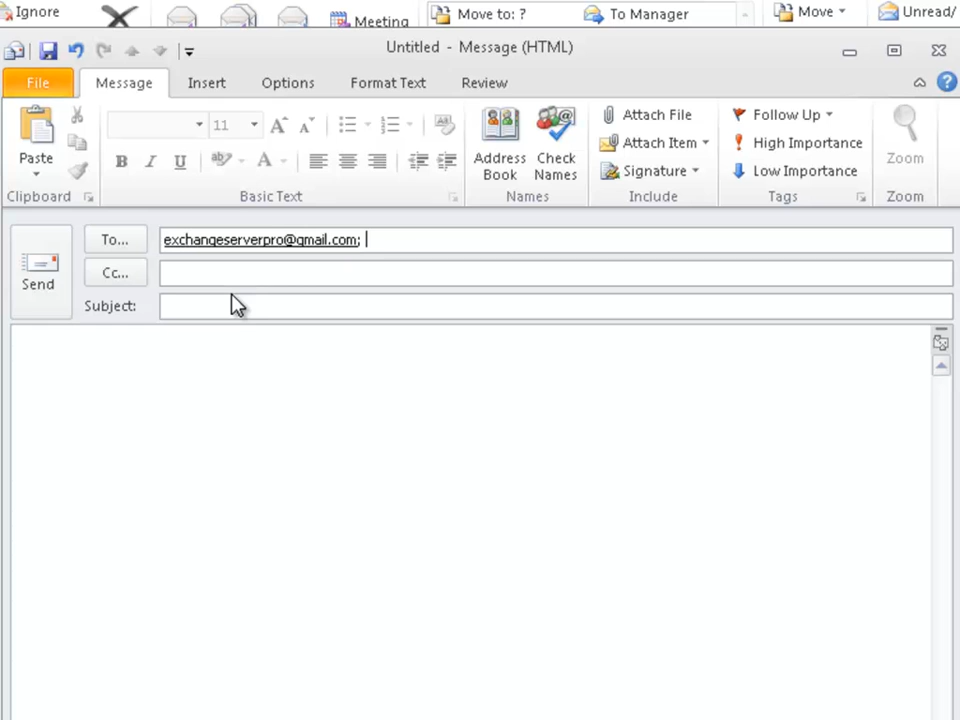 Ignore
Meeting
Move to: ?
To Manager
Move
Unread/
Untitled - Message (HTML)
File
Message
Insert
Options
Format Text
Review
Paste
11
B I U
A
Address Book
Check Names
Attach File
Attach Item
Signature
Follow Up
High Importance
Low Importance
Zoom
Clipboard
Basic Text
Names
Include
Tags
Zoom
Send
To...
exchangeserverpro@gmail.com;
Cc...
Subject: